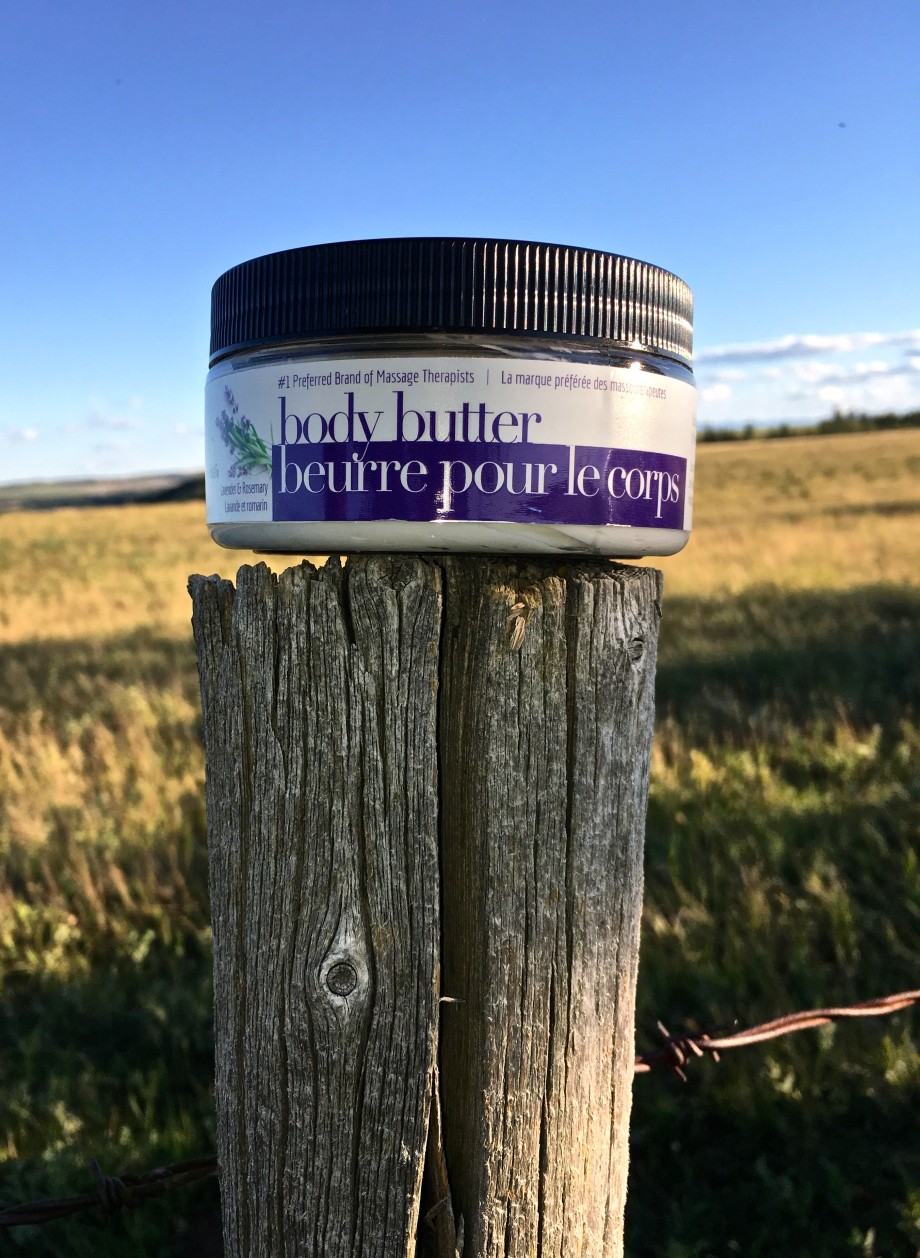 #1 Preferred Brand of Massage Therapists | La marque préférée des massothérapeutes
body butter
beurre pour le corps
Lavender & Rosemary
Lavande et romarin